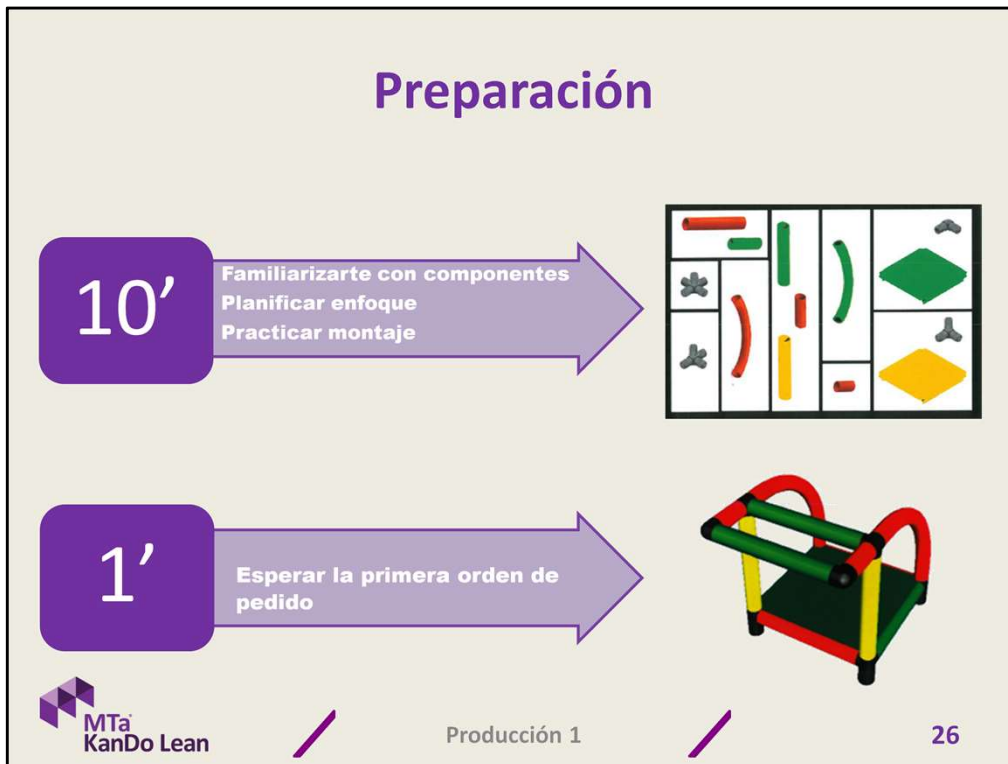 Preparación
10’
Familiarizarte con componentes
Planificar enfoque
Practicar montaje
1’
Esperar la primera orden de
pedido
MTa®
KanDo Lean
Producción 1
26